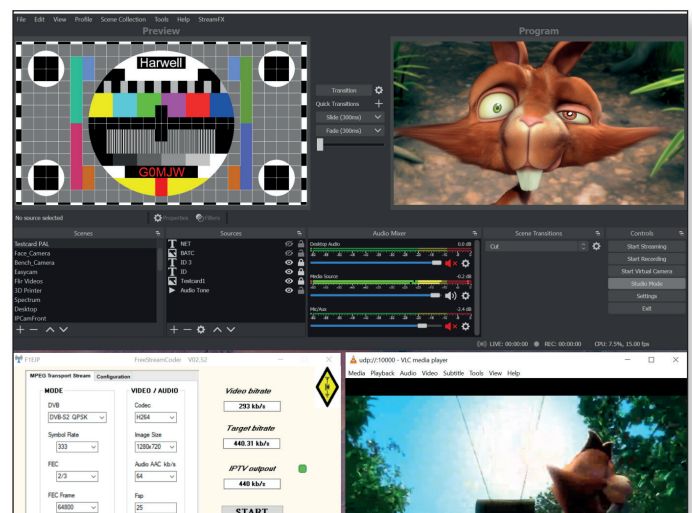 File Edit View Profile Scene Collection Tools Help StreamFX
Preview
Program
Harwell
G0MJW
Transition
Quick Transitions
Slide (300ms)
Fade (300ms)
No source selected
Properties
Filters
Scenes
Testcard PAL
Face_Camera
Bench_Camera
Easycam
Flir Videos
3D Printer
Spectrum
Desktop
IPCamFront
Sources
NET
BATC
ID 3
ID
Testcard1
Audio Tone
Audio Mixer
Desktop Audio 0.0 dB
Media Source -0.2 dB
Mic/Aux -2.4 dB
Scene Transitions
Cut
Controls
Start Streaming
Start Recording
Start Virtual Camera
Studio Mode
Settings
Exit
LIVE: 00:00:00 REC: 00:00:00 CPU: 7.5%, 15.00 fps
F1EJP FreeStreamCoder V02.52
MPEG Transport Stream Configuration
MODE
DVB
DVB-S2 QPSK
Symbol Rate
333
FEC
2/3
FEC Frame
64800
VIDEO / AUDIO
Codec
H264
Image Size
1280x720
Audio AAC kb/s
64
Fsp
25
Video bitrate
293 kb/s
Target bitrate
440.31 kb/s
IPTV outpout
440 kb/s
START
udp://:10000 - VLC media player
Media Playback Audio Video Subtitle Tools View Help